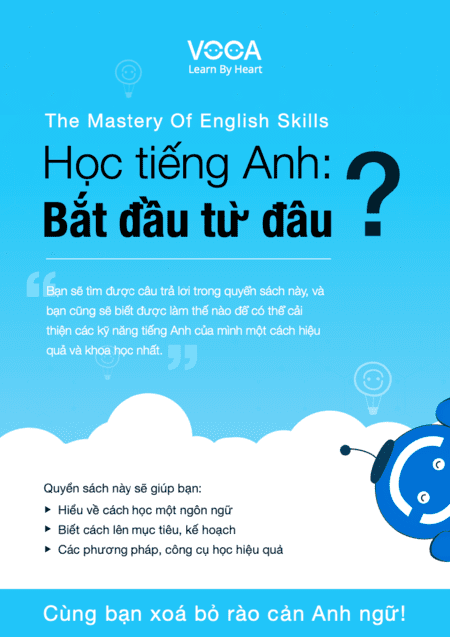 VOCA
Learn By Heart
The Mastery Of English Skills
Học tiếng Anh:
Bắt đầu từ đâu ?
“ Bạn sẽ tìm được câu trả lơi trong quyển sách này, và
bạn cũng sẽ biết được làm thế nào để có thể cải
thiện các kỹ năng tiếng Anh của mình một cách hiệu
quả và khoa học nhất. ”
Quyển sách này sẽ giúp bạn:
▶ Hiểu về cách học một ngôn ngữ
▶ Biết cách lên mục tiêu, kế hoạch
▶ Các phương pháp, công cụ học hiệu quả
Cùng bạn xoá bỏ rào cản Anh ngữ!